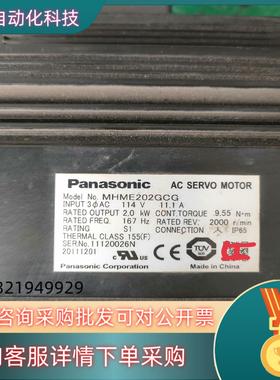 自动化科技
Panasonic AC SERVO MOTOR
Model No. MHME202GCG
INPUT 3ϕAC 114 V 11.1 A
RATED OUTPUT 2.0 kW CONT.TORQUE 9.55 N·m
RATED FREQ. 167 Hz RATED REV. 2000 r/min
RATING S1 CONNECTION 人 IP65
THERMAL CLASS 155(F)
SER.No. 11120026N
20111201
TÜV
Panasonic Corporation
Made in China
321949929
咨询采购批发可对公开票
服详情等下单采购